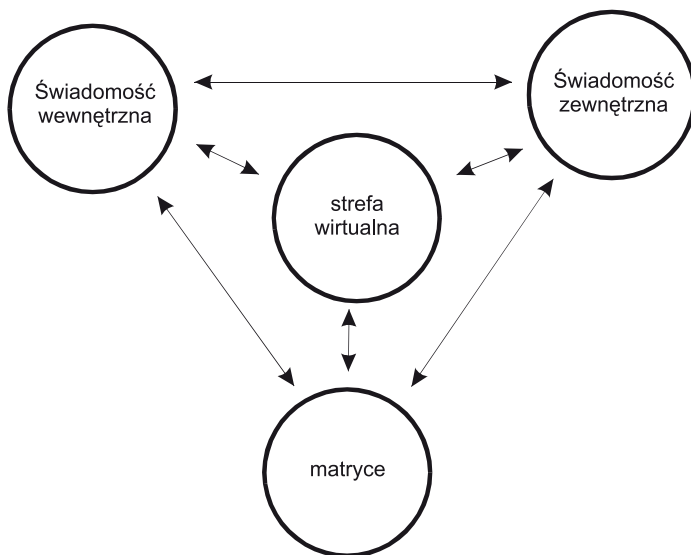 Świadomość
wewnętrzna
Świadomość
zewnętrzna
strefa
wirtualna
matryce